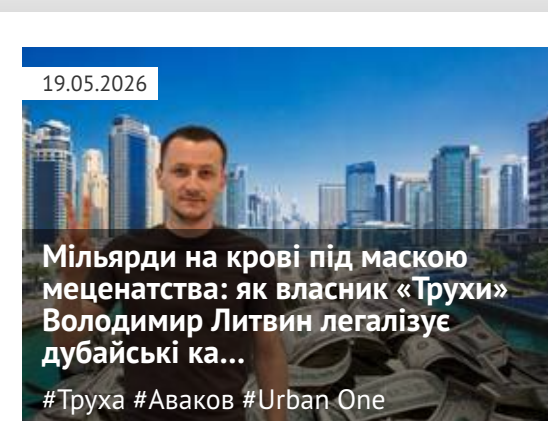 19.05.2026
Мільярди на крові під маскою
меценатства: як власник «Трухи»
Володимир Литвин легалізує
дубайські ка...
#Труха #Аваков #Urban One